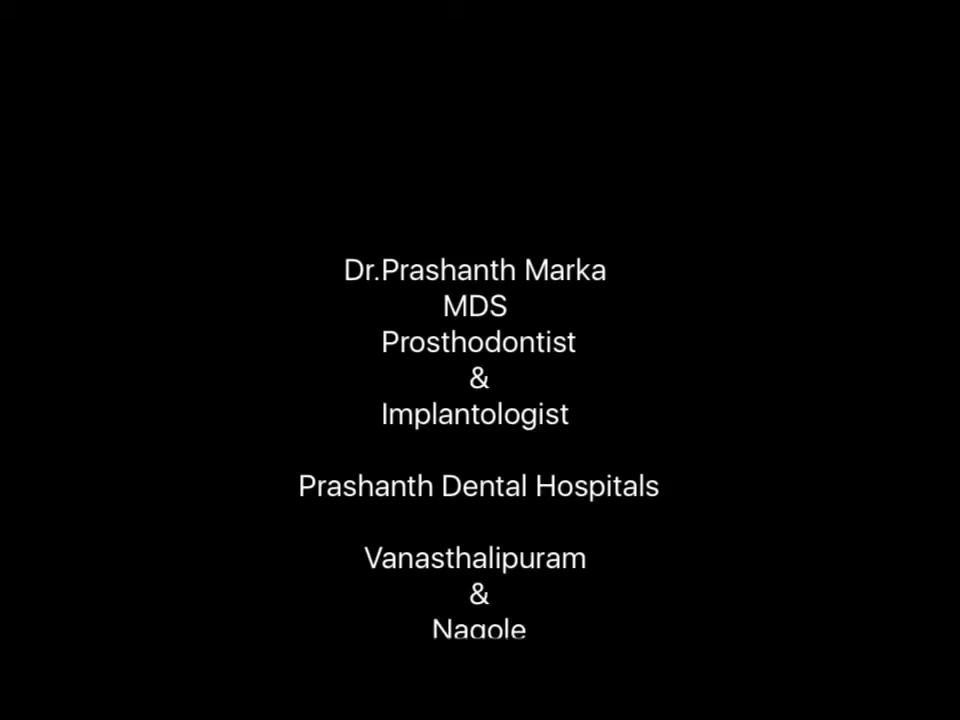 Dr.Prashanth Marka
MDS
Prosthodontist
&
Implantologist
Prashanth Dental Hospitals
Vanasthalipuram
&
Nagole